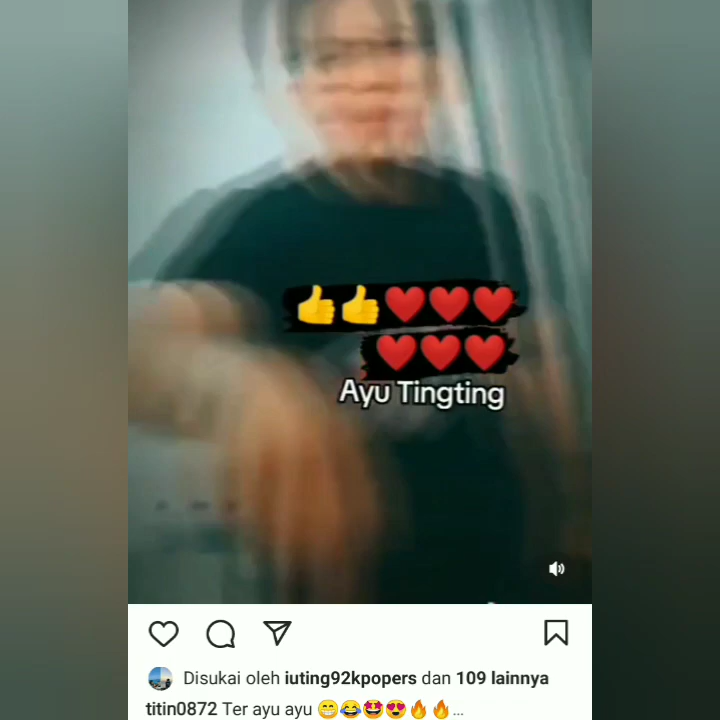 👍👍❤️❤️❤️
❤️❤️❤️
Ayu Tingting
Disukai oleh iuting92kpopers dan 109 lainnya
titin0872 Ter ayu ayu 😁😂🤩😍🔥🔥...